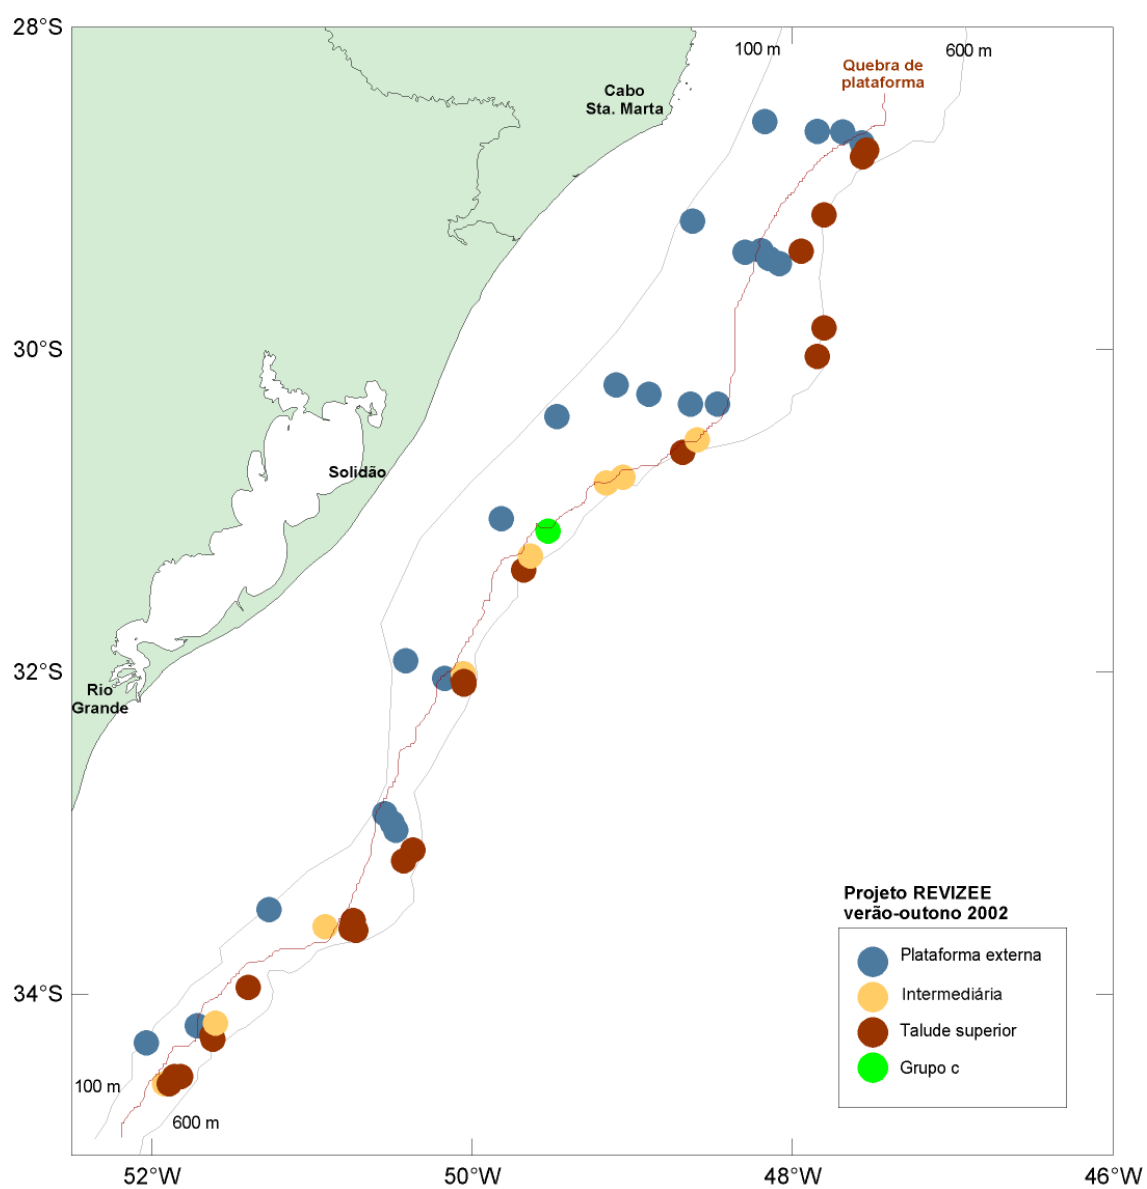 28°S
100 m
600 m
Quebra de
plataforma
Cabo
Sta. Marta
30°S
Solidão
32°S
Rio
Grande
Projeto REVIZEE
verão-outono 2002
Plataforma externa
Intermediária
Talude superior
Grupo c
34°S
100 m
600 m
52°W
50°W
48°W
46°W